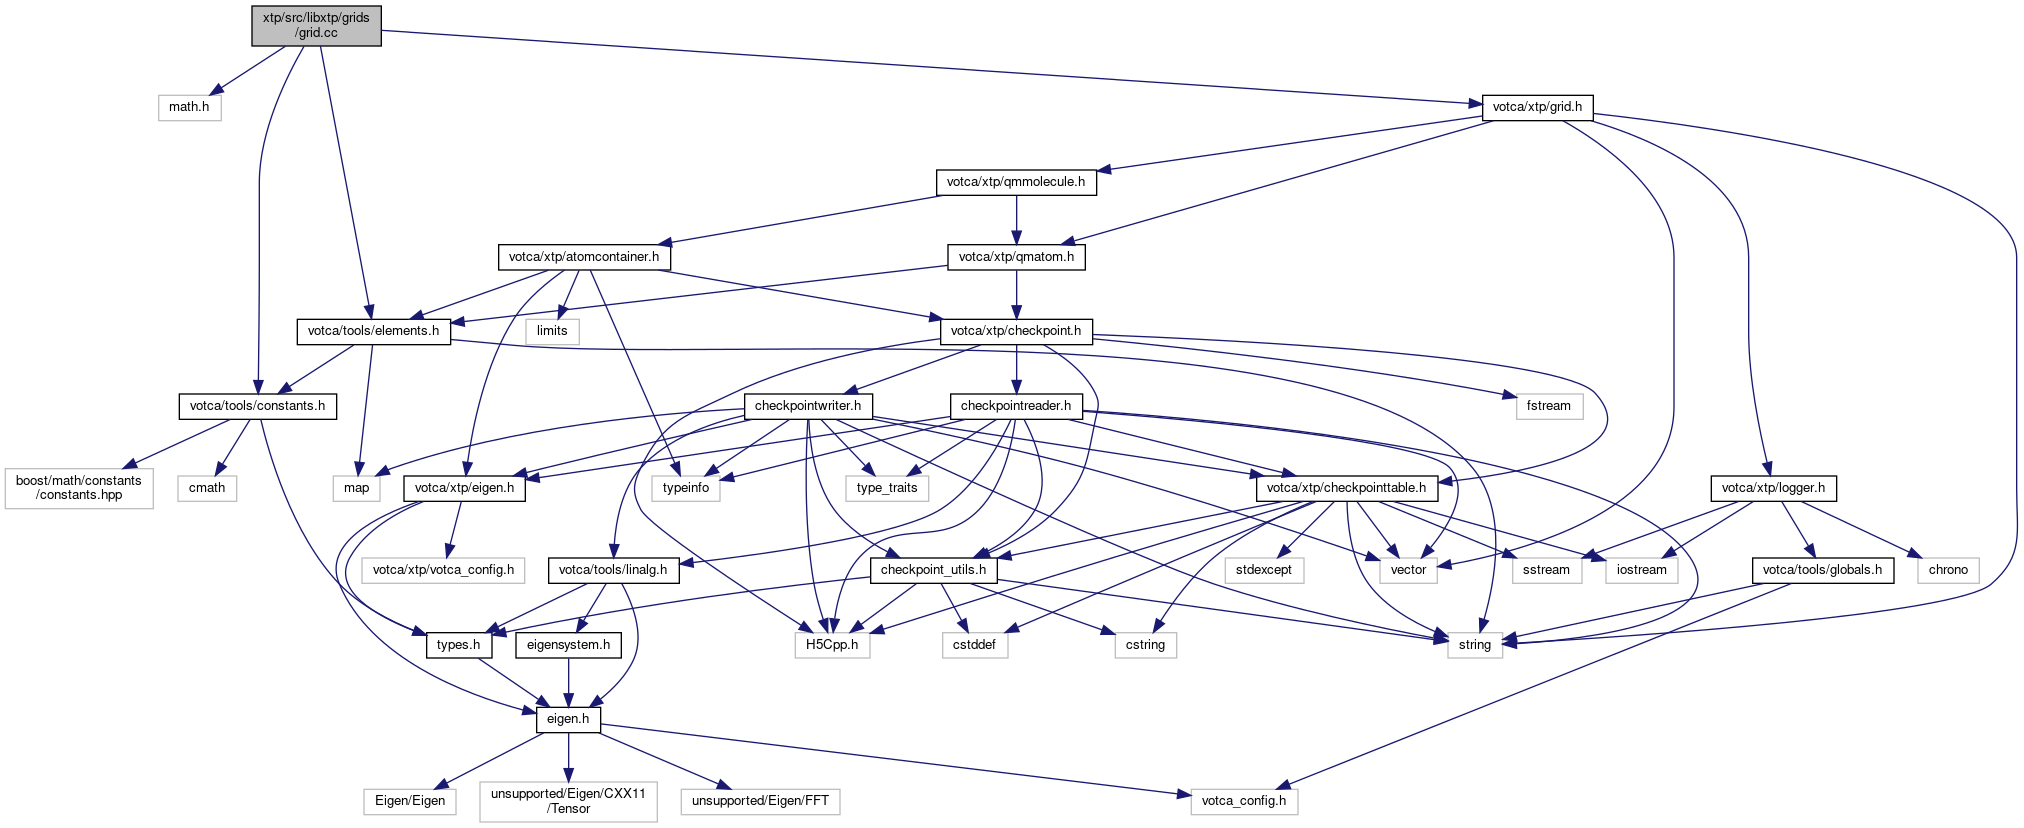 xtp/src/libxtp/grids
/grid.cc
math.h
votca/xtp/grid.h
votca/xtp/qmmolecule.h
votca/xtp/atomcontainer.h
votca/xtp/qmatom.h
votca/tools/elements.h
limits
votca/xtp/checkpoint.h
votca/tools/constants.h
checkpointwriter.h
checkpointreader.h
fstream
boost/math/constants
/constants.hpp
cmath
map
votca/xtp/eigen.h
typeinfo
type_traits
votca/xtp/checkpointtable.h
votca/xtp/logger.h
votca/xtp/votca_config.h
votca/tools/linalg.h
checkpoint_utils.h
stdexcept
vector
sstream
iostream
votca/tools/globals.h
chrono
types.h
eigensystem.h
H5Cpp.h
cstddef
cstring
string
eigen.h
Eigen/Eigen
unsupported/Eigen/CXX11
/Tensor
unsupported/Eigen/FFT
votca_config.h